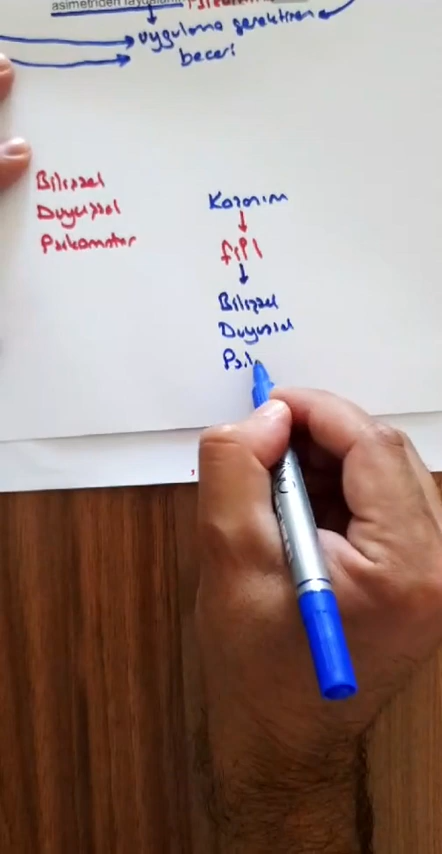 asimetriden
uygulama gerektiren
beceri
Bilişsel
Duyuşsal
Psikomotor
Kazanım
fiil
Bilişsel
Duyuşsal
Psi